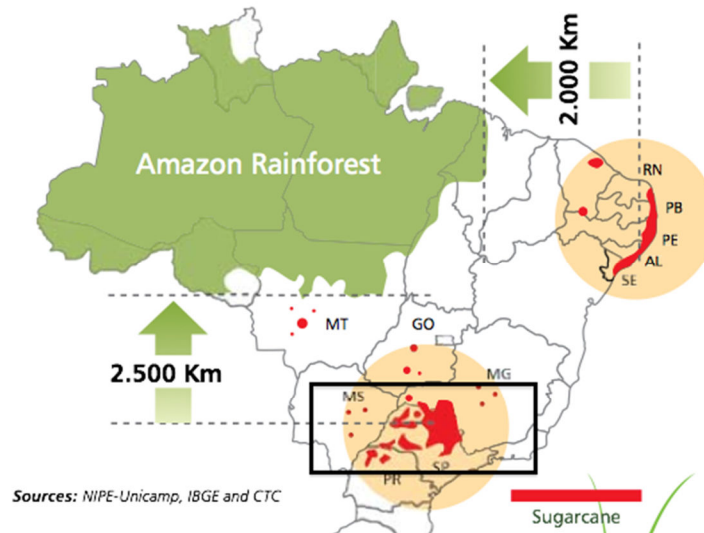 2.000 Km
Amazon Rainforest
RN
PB
PE
AL
SE
MT
GO
2.500 Km
MG
MS
SP
PR
Sources: NIPE-Unicamp, IBGE and CTC
Sugarcane